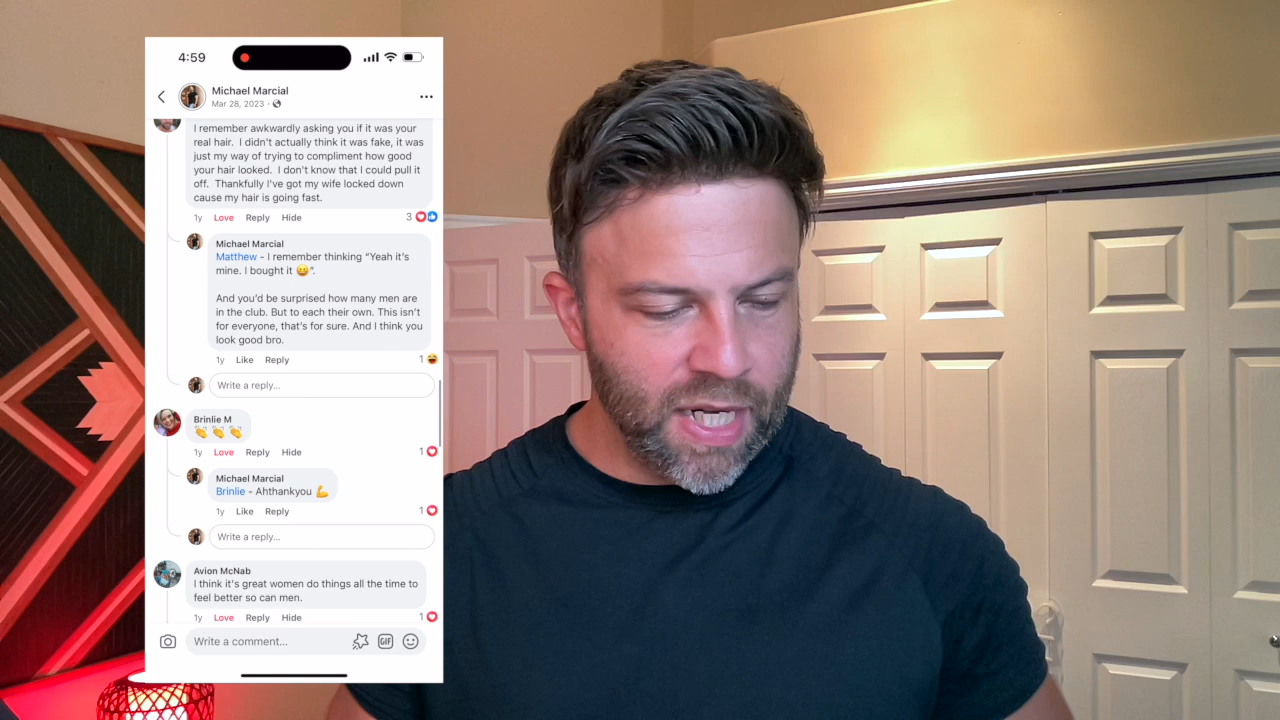 4:59
Michael Marcial
Mar 28, 2023 ·
I remember awkwardly asking you if it was your
real hair. I didn't actually think it was fake, it was
just my way of trying to compliment how good
your hair looked. I don't know that I could pull it
off. Thankfully I've got my wife locked down
cause my hair is going fast.
1y Love Reply Hide 3
Michael Marcial
Matthew - I remember thinking “Yeah it’s
mine. I bought it 😄”.
And you’d be surprised how many men are
in the club. But to each their own. This isn’t
for everyone, that’s for sure. And I think you
look good bro.
1y Like Reply 1
Write a reply...
Brinlie M
👏 👏 👏
1y Love Reply Hide 1
Michael Marcial
Brinlie - Ahthankyou 💪
1y Like Reply 1
Write a reply...
Avion McNab
I think it's great women do things all the time to
feel better so can men.
1y Love Reply Hide 1
Write a comment...
GIF